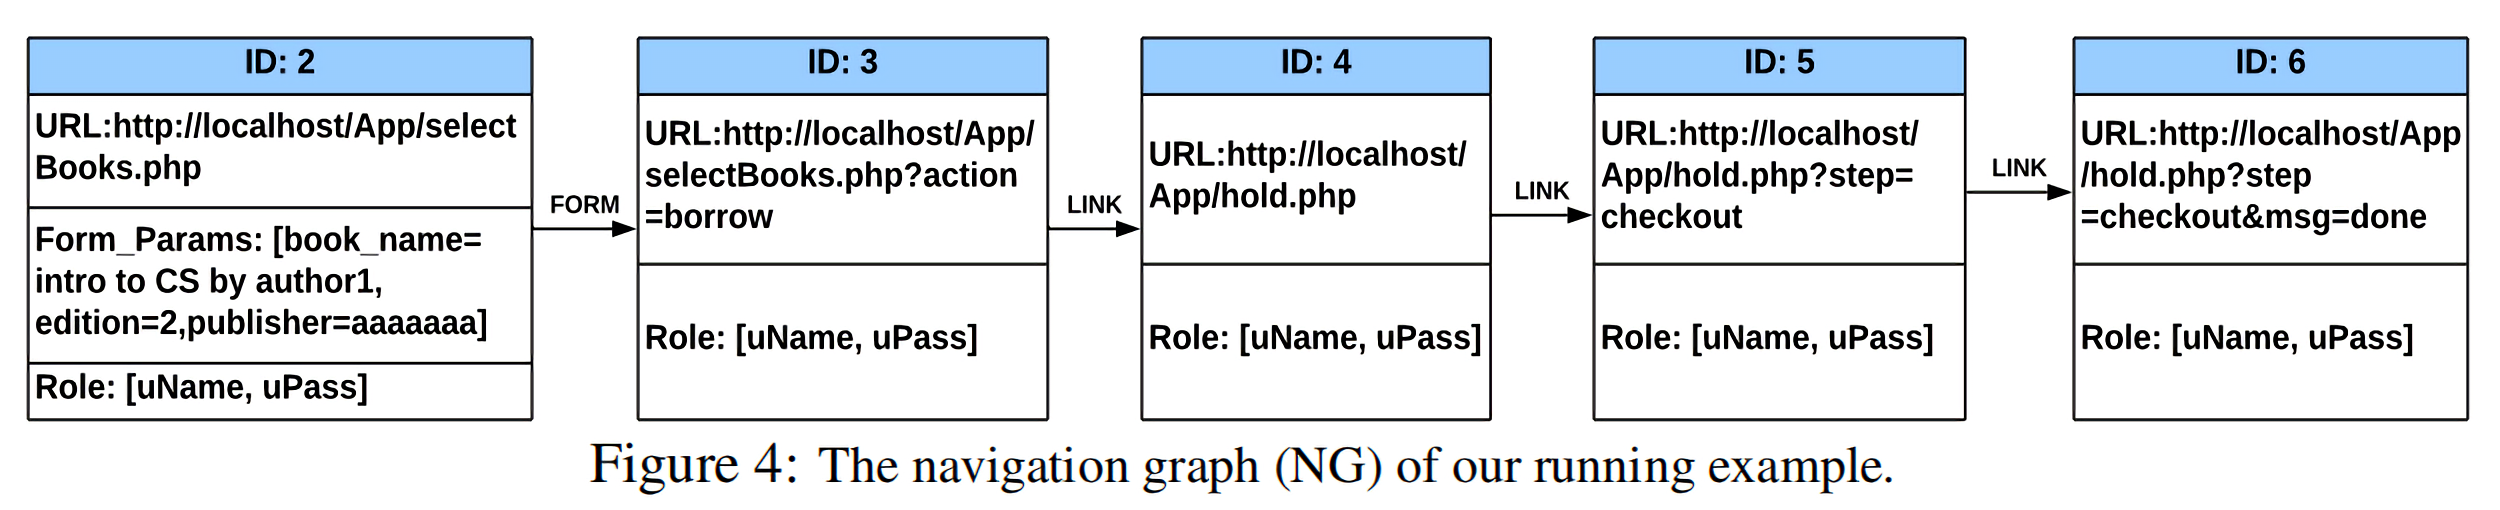 ID: 2
URL:http://localhost/App/select
Books.php
Form_Params: [book_name=
intro to CS by author1,
edition=2,publisher=aaaaaaa]
Role: [uName, uPass]
FORM
ID: 3
URL:http://localhost/App/
selectBooks.php?action
=borrow
Role: [uName, uPass]
LINK
ID: 4
URL:http://localhost/
App/hold.php
Role: [uName, uPass]
LINK
ID: 5
URL:http://localhost/
App/hold.php?step=
checkout
Role: [uName, uPass]
LINK
ID: 6
URL:http://localhost/App
/hold.php?step
=checkout&msg=done
Role: [uName, uPass]
Figure 4: The navigation graph (NG) of our running example.